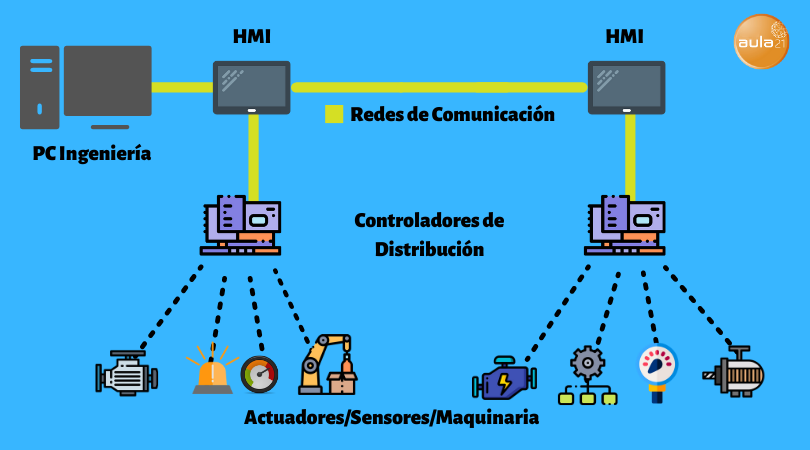 HMI
HMI
aula21
Redes de Comunicación
PC Ingeniería
Controladores de
Distribución
Actuadores/Sensores/Maquinaria